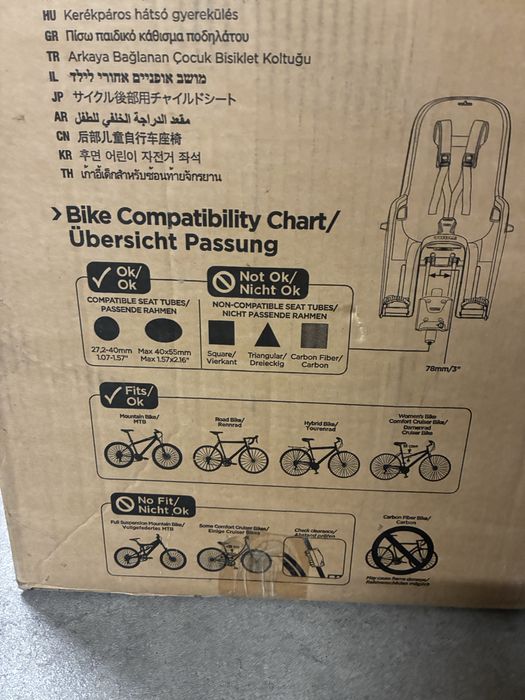 HU Kerékpáros hátsó gyerekülés
GR Πίσω παιδικό κάθισμα ποδηλάτου
TR Arkaya Bağlanan Çocuk Bisiklet Koltuğu
IL מושב אופניים אחורי לילד
JP サイクル後部用チャイルドシート
AR مقعد الدراجة الخلفي للطفل
CN 后部儿童自行车座椅
KR 후면 어린이 자전거 좌석
TH เก้าอี้เด็กสำหรับซ้อนท้ายจักรยาน
> Bike Compatibility Chart/
Übersicht Passung
Ok/
Ok
Not Ok/
Nicht Ok
COMPATIBLE SEAT TUBES/
PASSENDE RAHMEN
NON-COMPATIBLE SEAT TUBES/
NICHT PASSENDE RAHMEN
27,2-40mm
1.07-1.57"
Max 40x55mm
Max 1.57x2.16"
Square/
Vierkant
Triangular/
Dreieckig
Carbon Fiber/
Carbon
78mm/3"
Fits/
Ok
Mountain Bike/
MTB
Road Bike/
Rennrad
Hybrid Bike/
Tourenrad
Women's Bike
Comfort Cruiser Bike/
Damenrad
Cruiser Bike
No Fit/
Nicht Ok
Full Suspension Mountain Bike/
Vollgefedertes MTB
Some Comfort Cruiser Bikes/
Einige Cruiser Bikes
Check clearance/
Abstand prüfen
Carbon Fiber Bike/
Carbon
May cause frame damage/
Rahmenschäden möglich